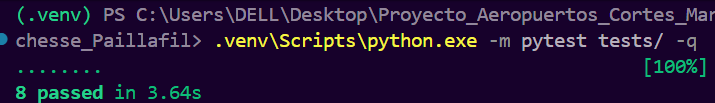 (.venv) PS C:\Users\DELL\Desktop\Proyecto_Aeropuertos_Cortes_Mar
chesse_Paillafil> .venv\Scripts\python.exe -m pytest tests/ -q
........ [100%]
8 passed in 3.64s